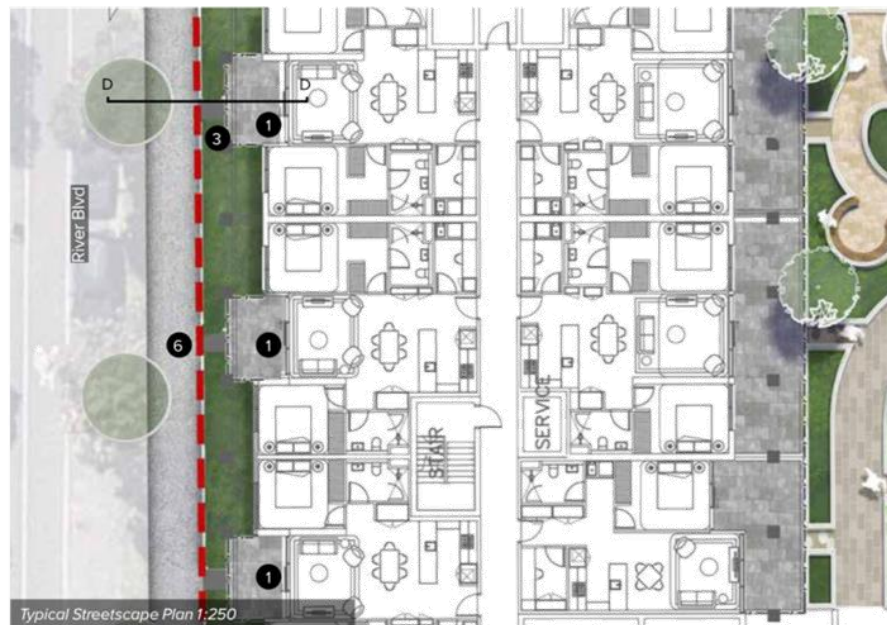 D
D
1
3
River Blvd
6
1
STAIR
SERVICE
1
Typical Streetscape Plan 1:250